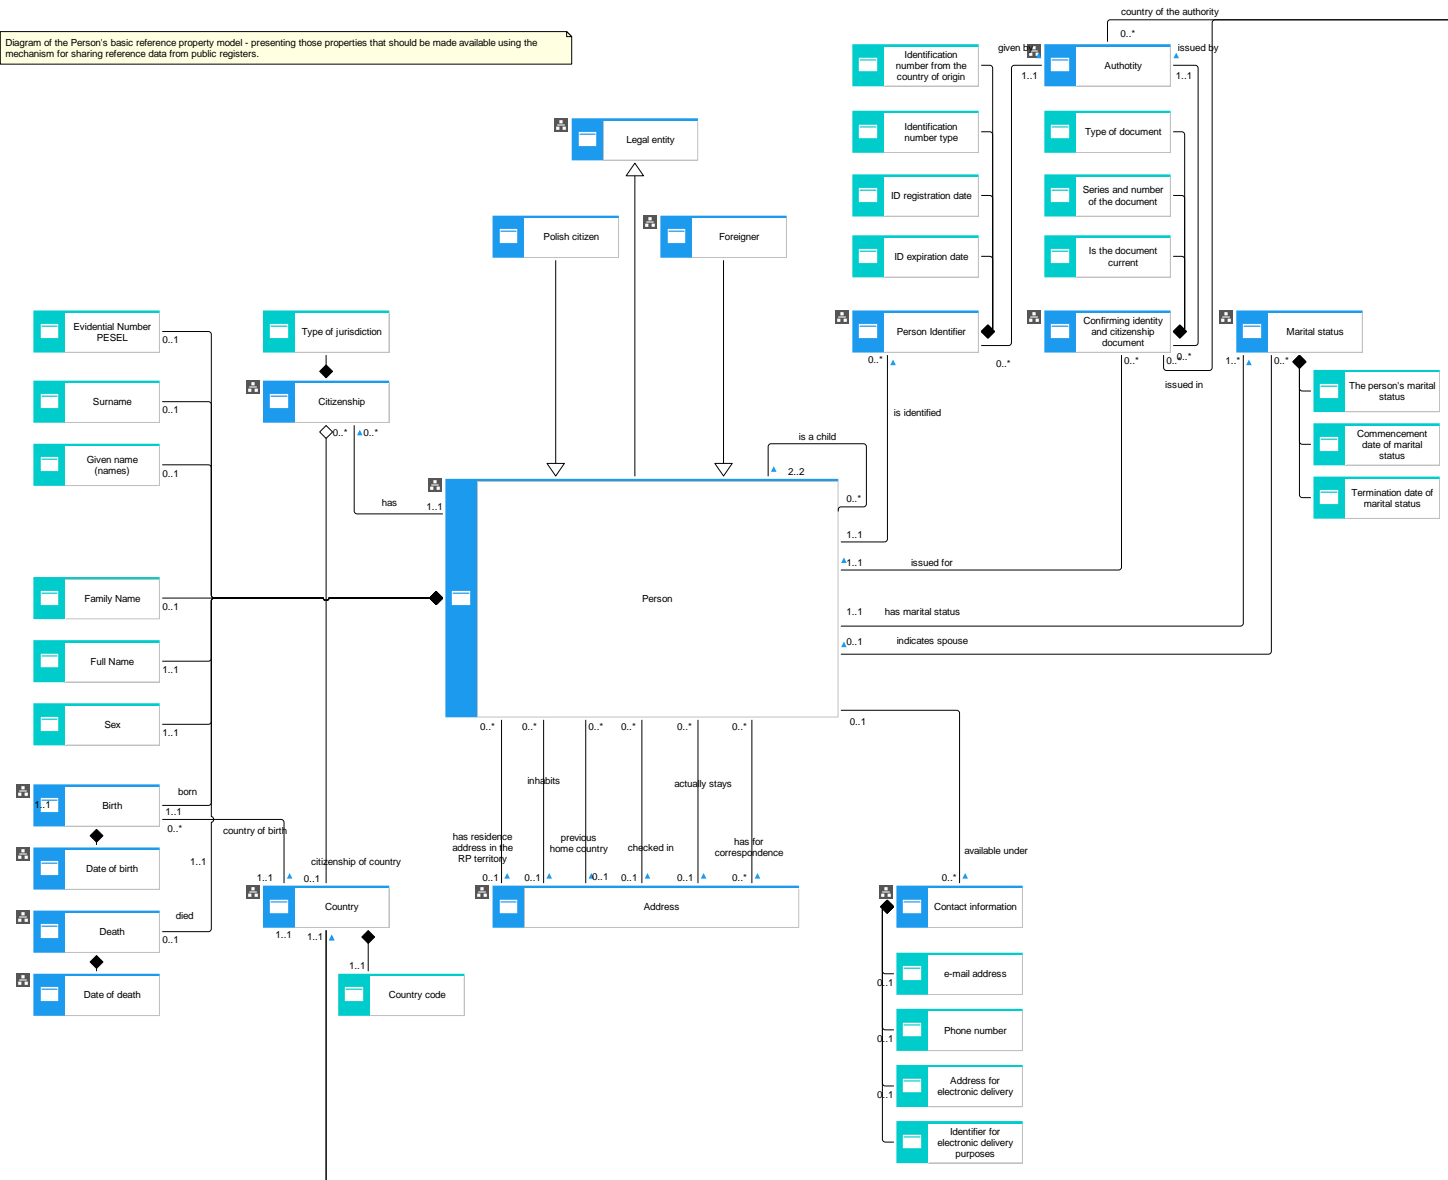 Diagram of the Person's basic reference property model - presenting those properties that should be made available using the
mechanism for sharing reference data from public registers.
country of the authority
0..*
given by
issued by
1..1
1..1
Identification
number from the
country of origin
Authotity
Identification
number type
Type of document
Legal entity
ID registration date
Series and number
of the document
Polish citizen
Foreigner
ID expiration date
Is the document
current
Evidential Number
PESEL
0..1
Type of jurisdiction
Person Identifier
Confirming identity
and citizenship
document
Marital status
0..*
0..*
0..*
0..*
0..*
1..*
0..*
issued in
The person's marital
status
Surname
0..1
Citizenship
0..*
0..*
is identified
Commencement
date of marital
status
Given name
(names)
0..1
is a child
2..2
0..*
Termination date of
marital status
has
1..1
1..1
1..1
issued for
Family Name
0..1
Person
1..1
has marital status
0..1
indicates spouse
Full Name
1..1
Sex
1..1
0..*
0..*
0..*
0..*
0..*
0..*
0..1
born
inhabits
actually stays
Birth
1..1
1..1
0..*
country of birth
has residence
address in the
RP territory
previous
home country
checked in
has for
correspondence
available under
1..1
citizenship of country
Date of birth
1..1
0..1
0..1
0..1
0..1
0..1
0..*
0..*
died
Country
Address
Contact information
Death
0..1
1..1
1..1
1..1
e-mail address
0..1
Date of death
Country code
Phone number
0..1
Address for
electronic delivery
0..1
Identifier for
electronic delivery
purposes